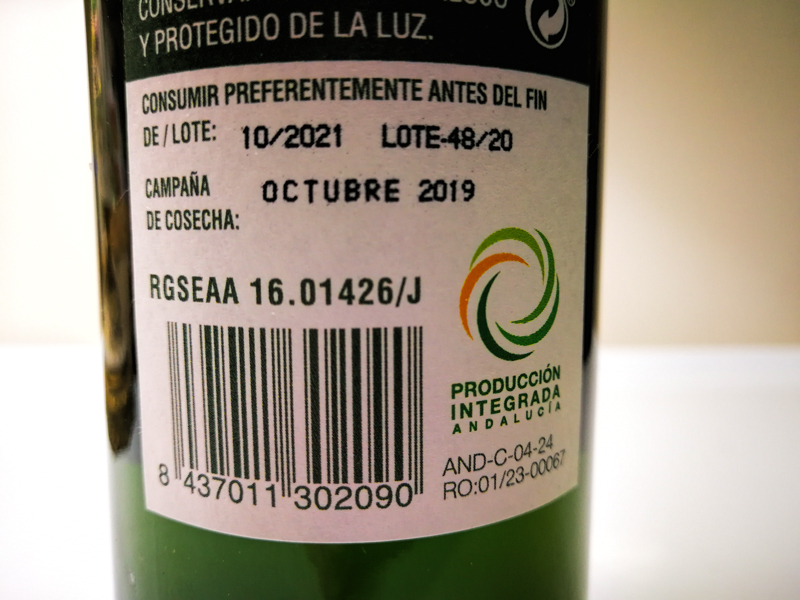 Y PROTEGIDO DE LA LUZ.
CONSUMIR PREFERENTEMENTE ANTES DEL FIN
DE / LOTE: 10/2021 LOTE-48/20
CAMPAÑA OCTUBRE 2019
DE COSECHA:
RGSEAA 16.01426/J
PRODUCCIÓN
INTEGRADA
ANDALUCÍA
AND-C-04-24
RO:01/23-00067
8 437011 302090